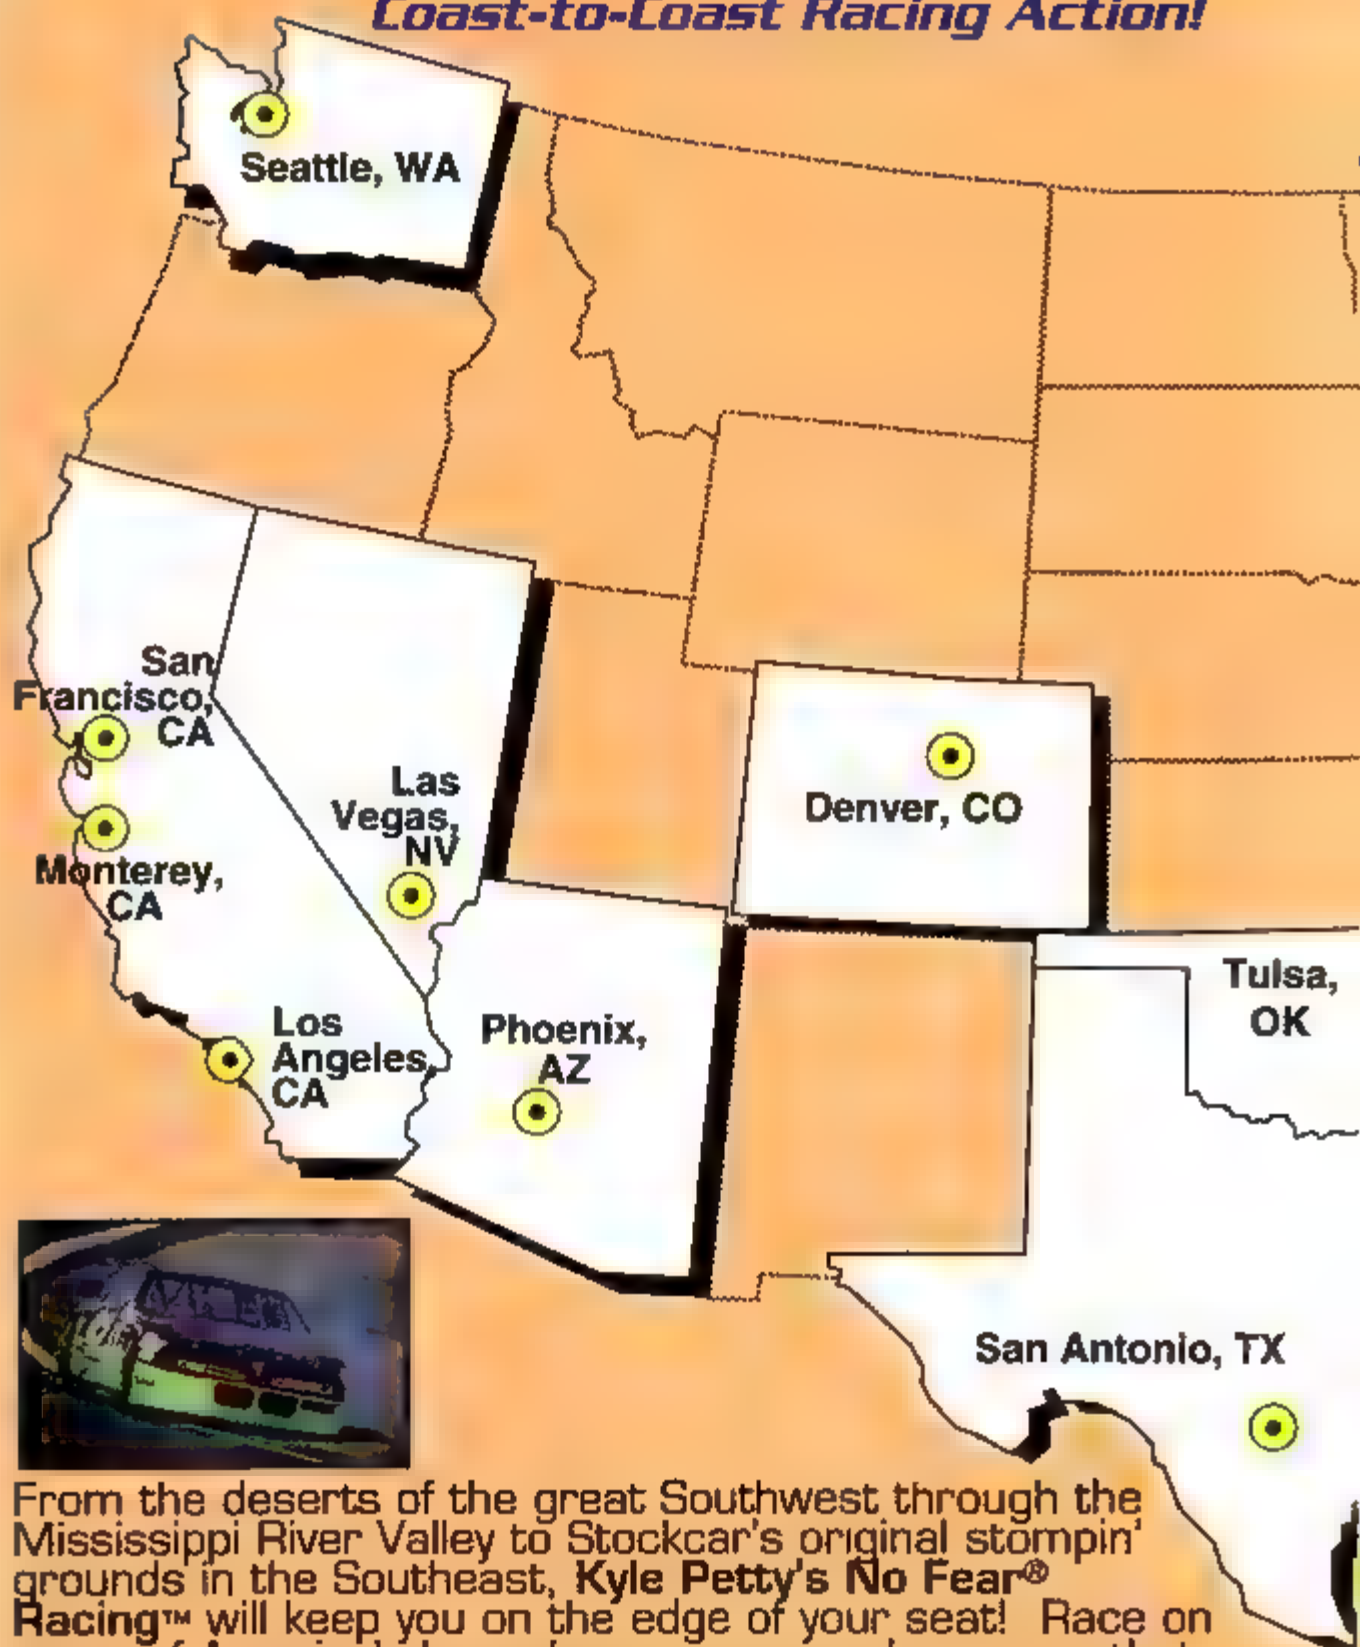 Coast-to-Coast Racing Action!
Seattle, WA
San
Francisco,
CA
Las
Vegas,
NV
Monterey,
CA
Denver, CO
Tulsa,
OK
Los
Angeles,
CA
Phoenix,
AZ
San Antonio, TX
From the deserts of the great Southwest through the
Mississippi River Valley to Stockcar's original stompin'
grounds in the Southeast, Kyle Petty's No Fear®
Racing™ will keep you on the edge of your seat! Race on